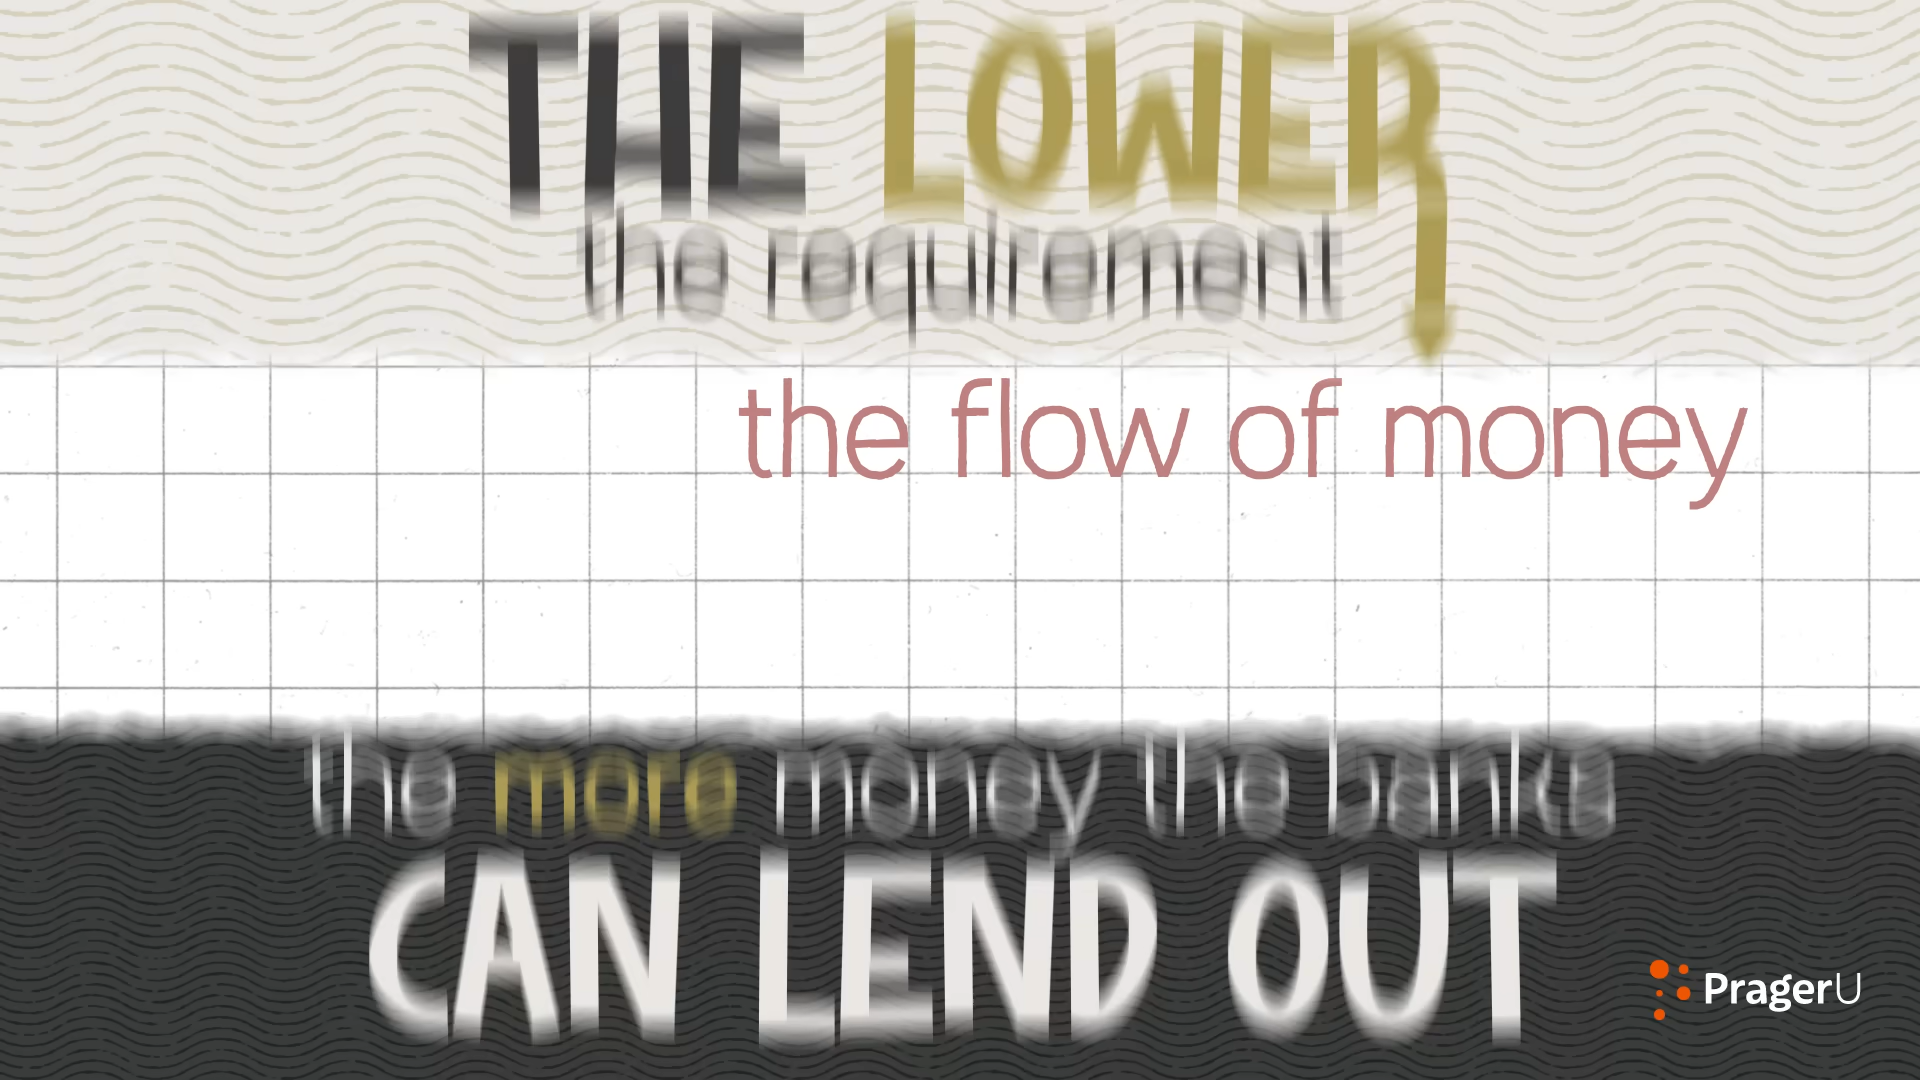 THE LOWER
the requirement
the flow of money
the more money the banks
CAN LEND OUT
PragerU